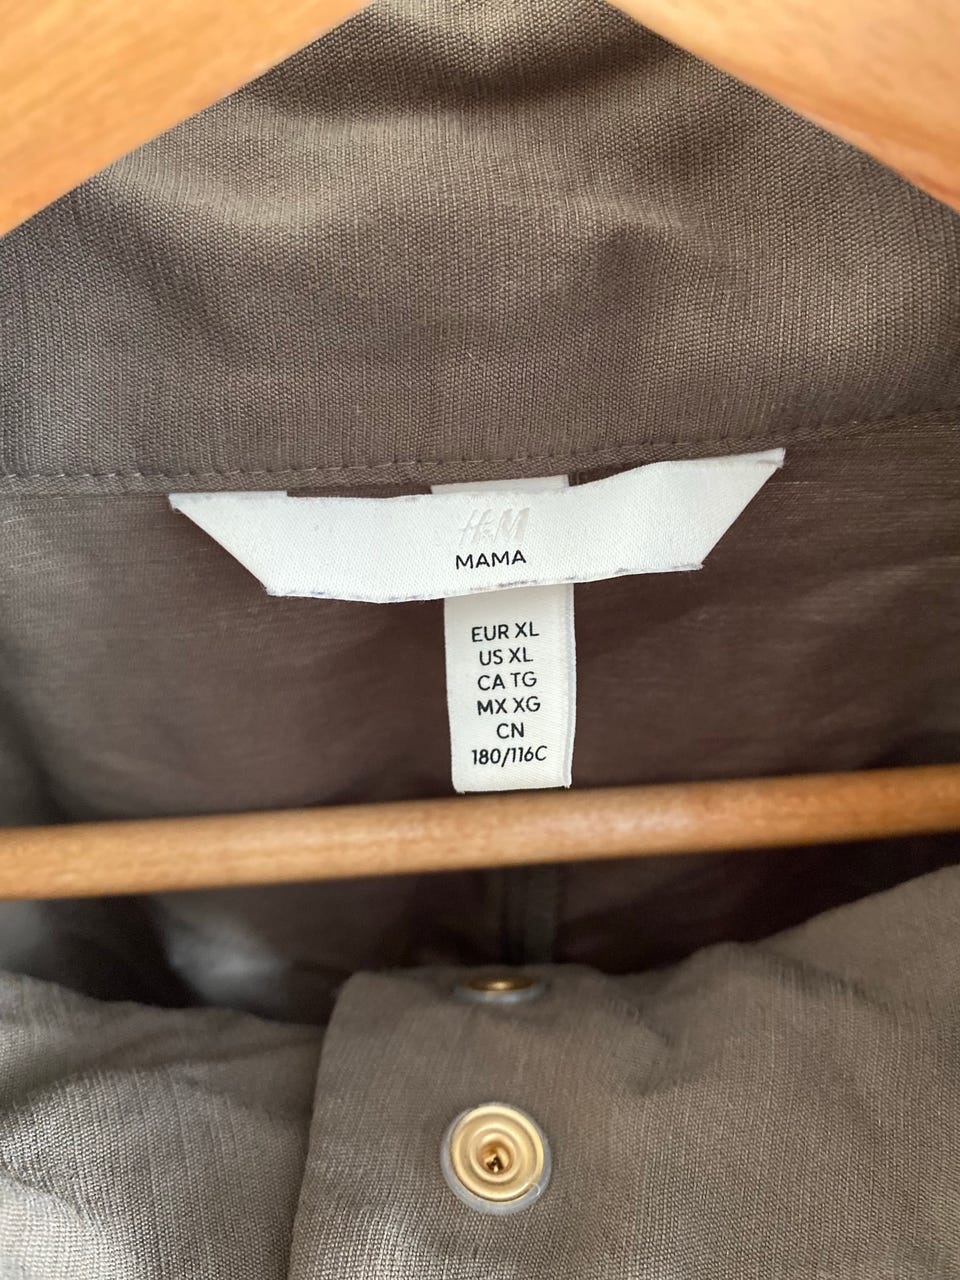 H&M
MAMA
EUR XL
US XL
CA TG
MX XG
CN
180/116C